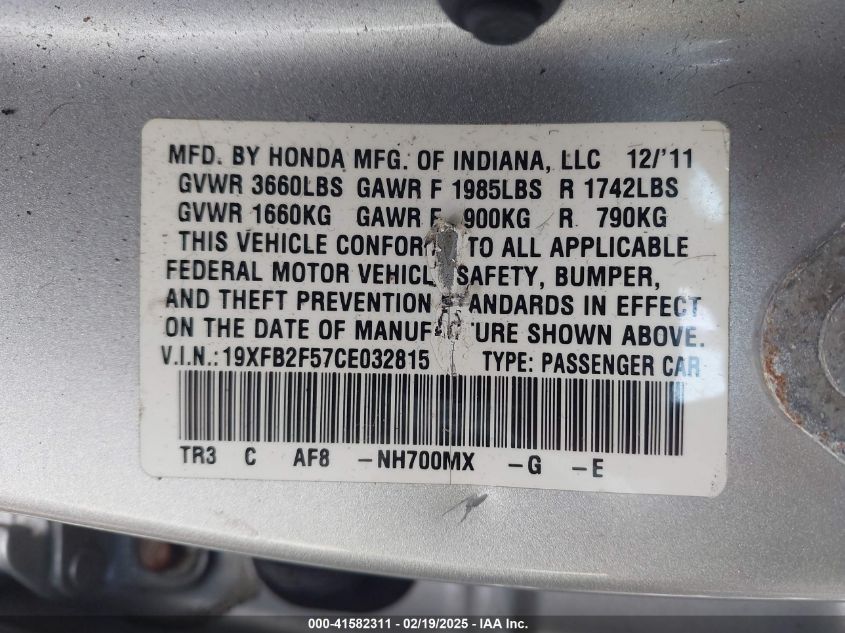 MFD. BY HONDA MFG. OF INDIANA, LLC 12/'11
GVWR 3660LBS GAWR F 1985LBS R 1742LBS
GVWR 1660KG GAWR F 900KG R 790KG
THIS VEHICLE CONFOR TO ALL APPLICABLE
FEDERAL MOTOR VEHICL SAFETY, BUMPER,
AND THEFT PREVENTION ANDARDS IN EFFECT
ON THE DATE OF MANUF URE SHOWN ABOVE.
V.I.N.: 19XFB2F57CE032815 TYPE: PASSENGER CAR
TR3 C AF8 -NH700MX -G -E
000-41582311 - 02/19/2025 - IAA Inc.